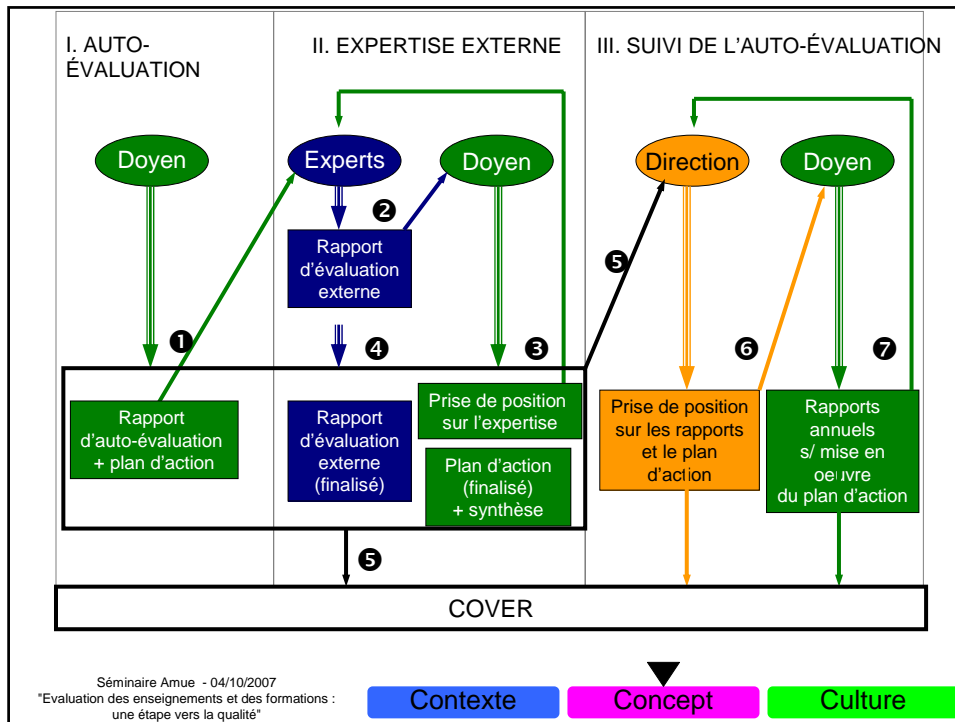 I. AUTO-
ÉVALUATION
II. EXPERTISE EXTERNE
III. SUIVI DE L'AUTO-ÉVALUATION
Doyen
Experts
Doyen
Direction
Doyen
❷
Rapport
d'évaluation
externe
❺
❶
❹
❸
❻
❼
Rapport
d'auto-évaluation
+ plan d'action
Rapport
d'évaluation
externe
(finalisé)
Prise de position
sur l'expertise
Plan d'action
(finalisé)
+ synthèse
Prise de position
sur les rapports
et le plan
d'action
Rapports
annuels
s/ mise en
oeuvre
du plan d'action
❺
COVER
Séminaire Amue - 04/10/2007
"Evaluation des enseignements et des formations :
une étape vers la qualité"
Contexte
Concept
Culture